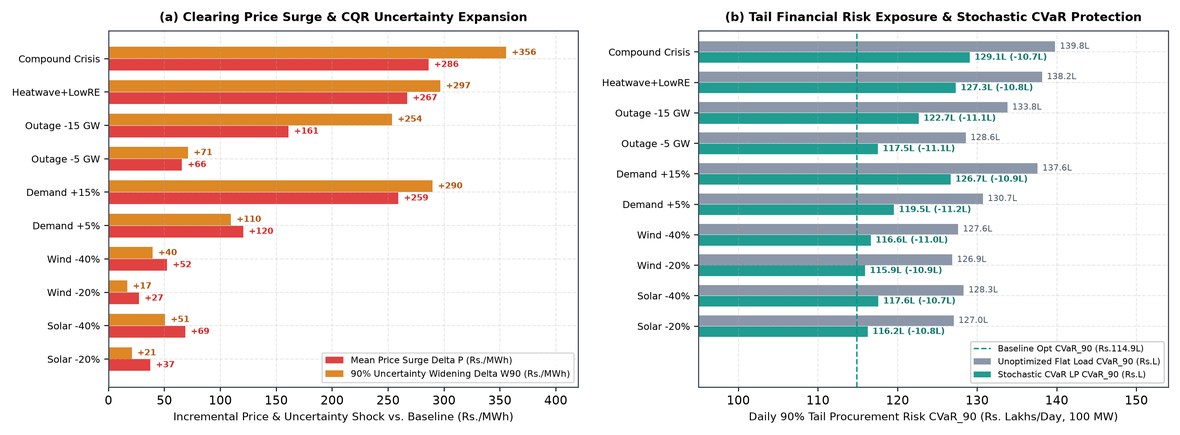 (a) Clearing Price Surge & CQR Uncertainty Expansion
Compound Crisis
+356
+286
Heatwave+LowRE
+297
+267
Outage -15 GW
+254
+161
Outage -5 GW
+71
+66
Demand +15%
+290
+259
Demand +5%
+110
+120
Wind -40%
+40
+52
Wind -20%
+17
+27
Solar -40%
+51
+69
Solar -20%
+21
+37
Mean Price Surge Delta P (Rs./MWh)
90% Uncertainty Widening Delta W90 (Rs./MWh)
0 50 100 150 200 250 300 350 400
Incremental Price & Uncertainty Shock vs. Baseline (Rs./MWh)
(b) Tail Financial Risk Exposure & Stochastic CVaR Protection
Compound Crisis
139.8L
129.1L (-10.7L)
Heatwave+LowRE
138.2L
127.3L (-10.8L)
Outage -15 GW
133.8L
122.7L (-11.1L)
Outage -5 GW
128.6L
117.5L (-11.1L)
Demand +15%
137.6L
126.7L (-10.9L)
Demand +5%
130.7L
119.5L (-11.2L)
Wind -40%
127.6L
116.6L (-11.0L)
Wind -20%
126.9L
115.9L (-10.9L)
Solar -40%
128.3L
117.6L (-10.7L)
Solar -20%
127.0L
116.2L (-10.8L)
Baseline Opt CVaR_90 (Rs.114.9L)
Unoptimized Flat Load CVaR_90 (Rs.L)
Stochastic CVaR LP CVaR_90 (Rs.L)
100 110 120 130 140 150
Daily 90% Tail Procurement Risk CVaR_90 (Rs. Lakhs/Day, 100 MW)